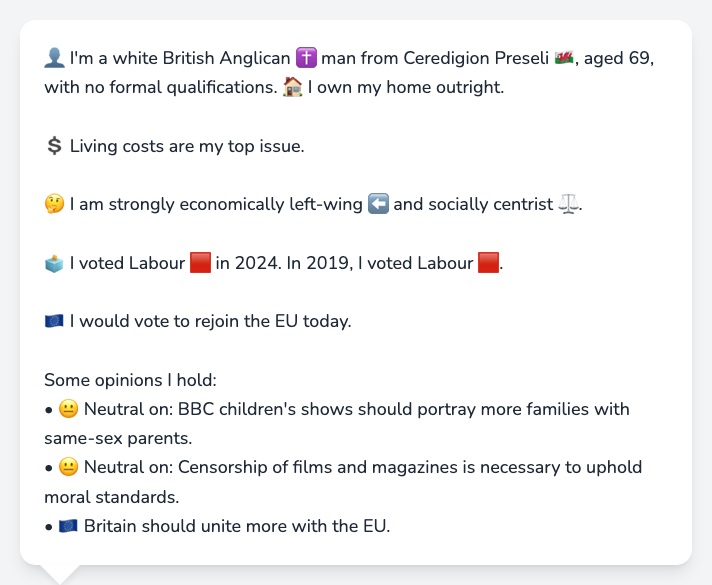 👤 I'm a white British Anglican ✝️ man from Ceredigion Preseli 🏴󠁧󠁢󠁷󠁬󠁳󠁿, aged 69,
with no formal qualifications. 🏠 I own my home outright.
💲 Living costs are my top issue.
🤔 I am strongly economically left-wing ⬅️ and socially centrist ⚖️.
🗳️ I voted Labour 🟥 in 2024. In 2019, I voted Labour 🟥.
🇪🇺 I would vote to rejoin the EU today.
Some opinions I hold:
• 😐 Neutral on: BBC children's shows should portray more families with
same-sex parents.
• 😐 Neutral on: Censorship of films and magazines is necessary to uphold
moral standards.
• 🇪🇺 Britain should unite more with the EU.